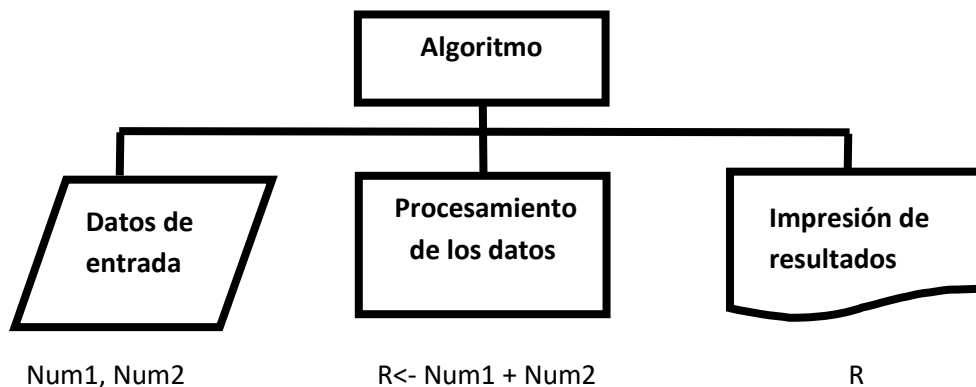 Algoritmo
Datos de
entrada
Procesamiento
de los datos
Impresión de
resultados
Num1, Num2
R<- Num1 + Num2
R